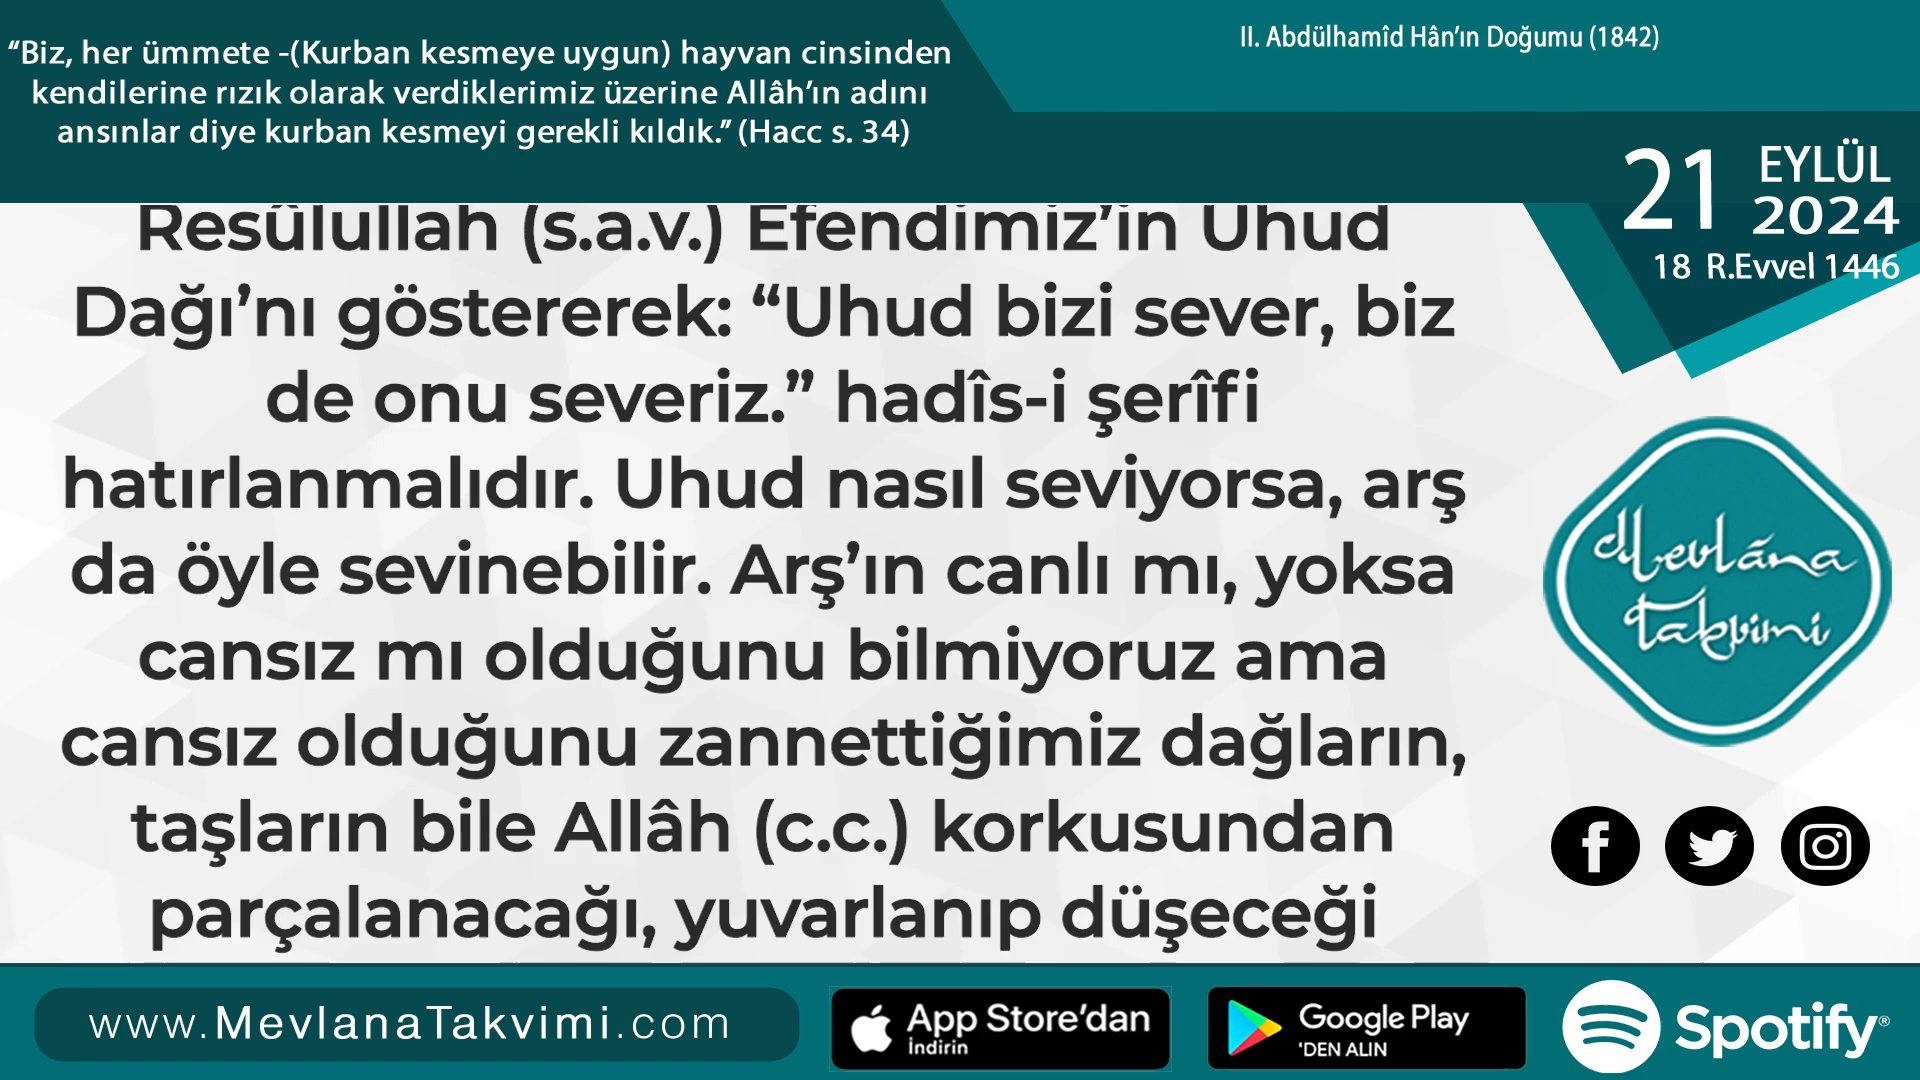 “Biz, her ümmete -(Kurban kesmeye uygun) hayvan cinsinden
kendilerine rızık olarak verdiklerimiz üzerine Allâh’ın adını
ansınlar diye kurban kesmeyi gerekli kıldık.” (Hacc s. 34)
II. Abdülhamîd Hân’ın Doğumu (1842)
21 EYLÜL
2024
18 R.Evvel 1446
Resûlullah (s.a.v.) Efendimiz’in Uhud
Dağı’nı göstererek: “Uhud bizi sever, biz
de onu severiz.” hadîs-i şerîfi
hatırlanmalıdır. Uhud nasıl seviyorsa, arş
da öyle sevinebilir. Arş’ın canlı mı, yoksa
cansız mı olduğunu bilmiyoruz ama
cansız olduğunu zannettiğimiz dağların,
taşların bile Allâh (c.c.) korkusundan
parçalanacağı, yuvarlanıp düşeceği
Mevlâna
Takvimi
www.MevlanaTakvimi.com
App Store’dan
İndirin
Google Play
'DEN ALIN
Spotify®